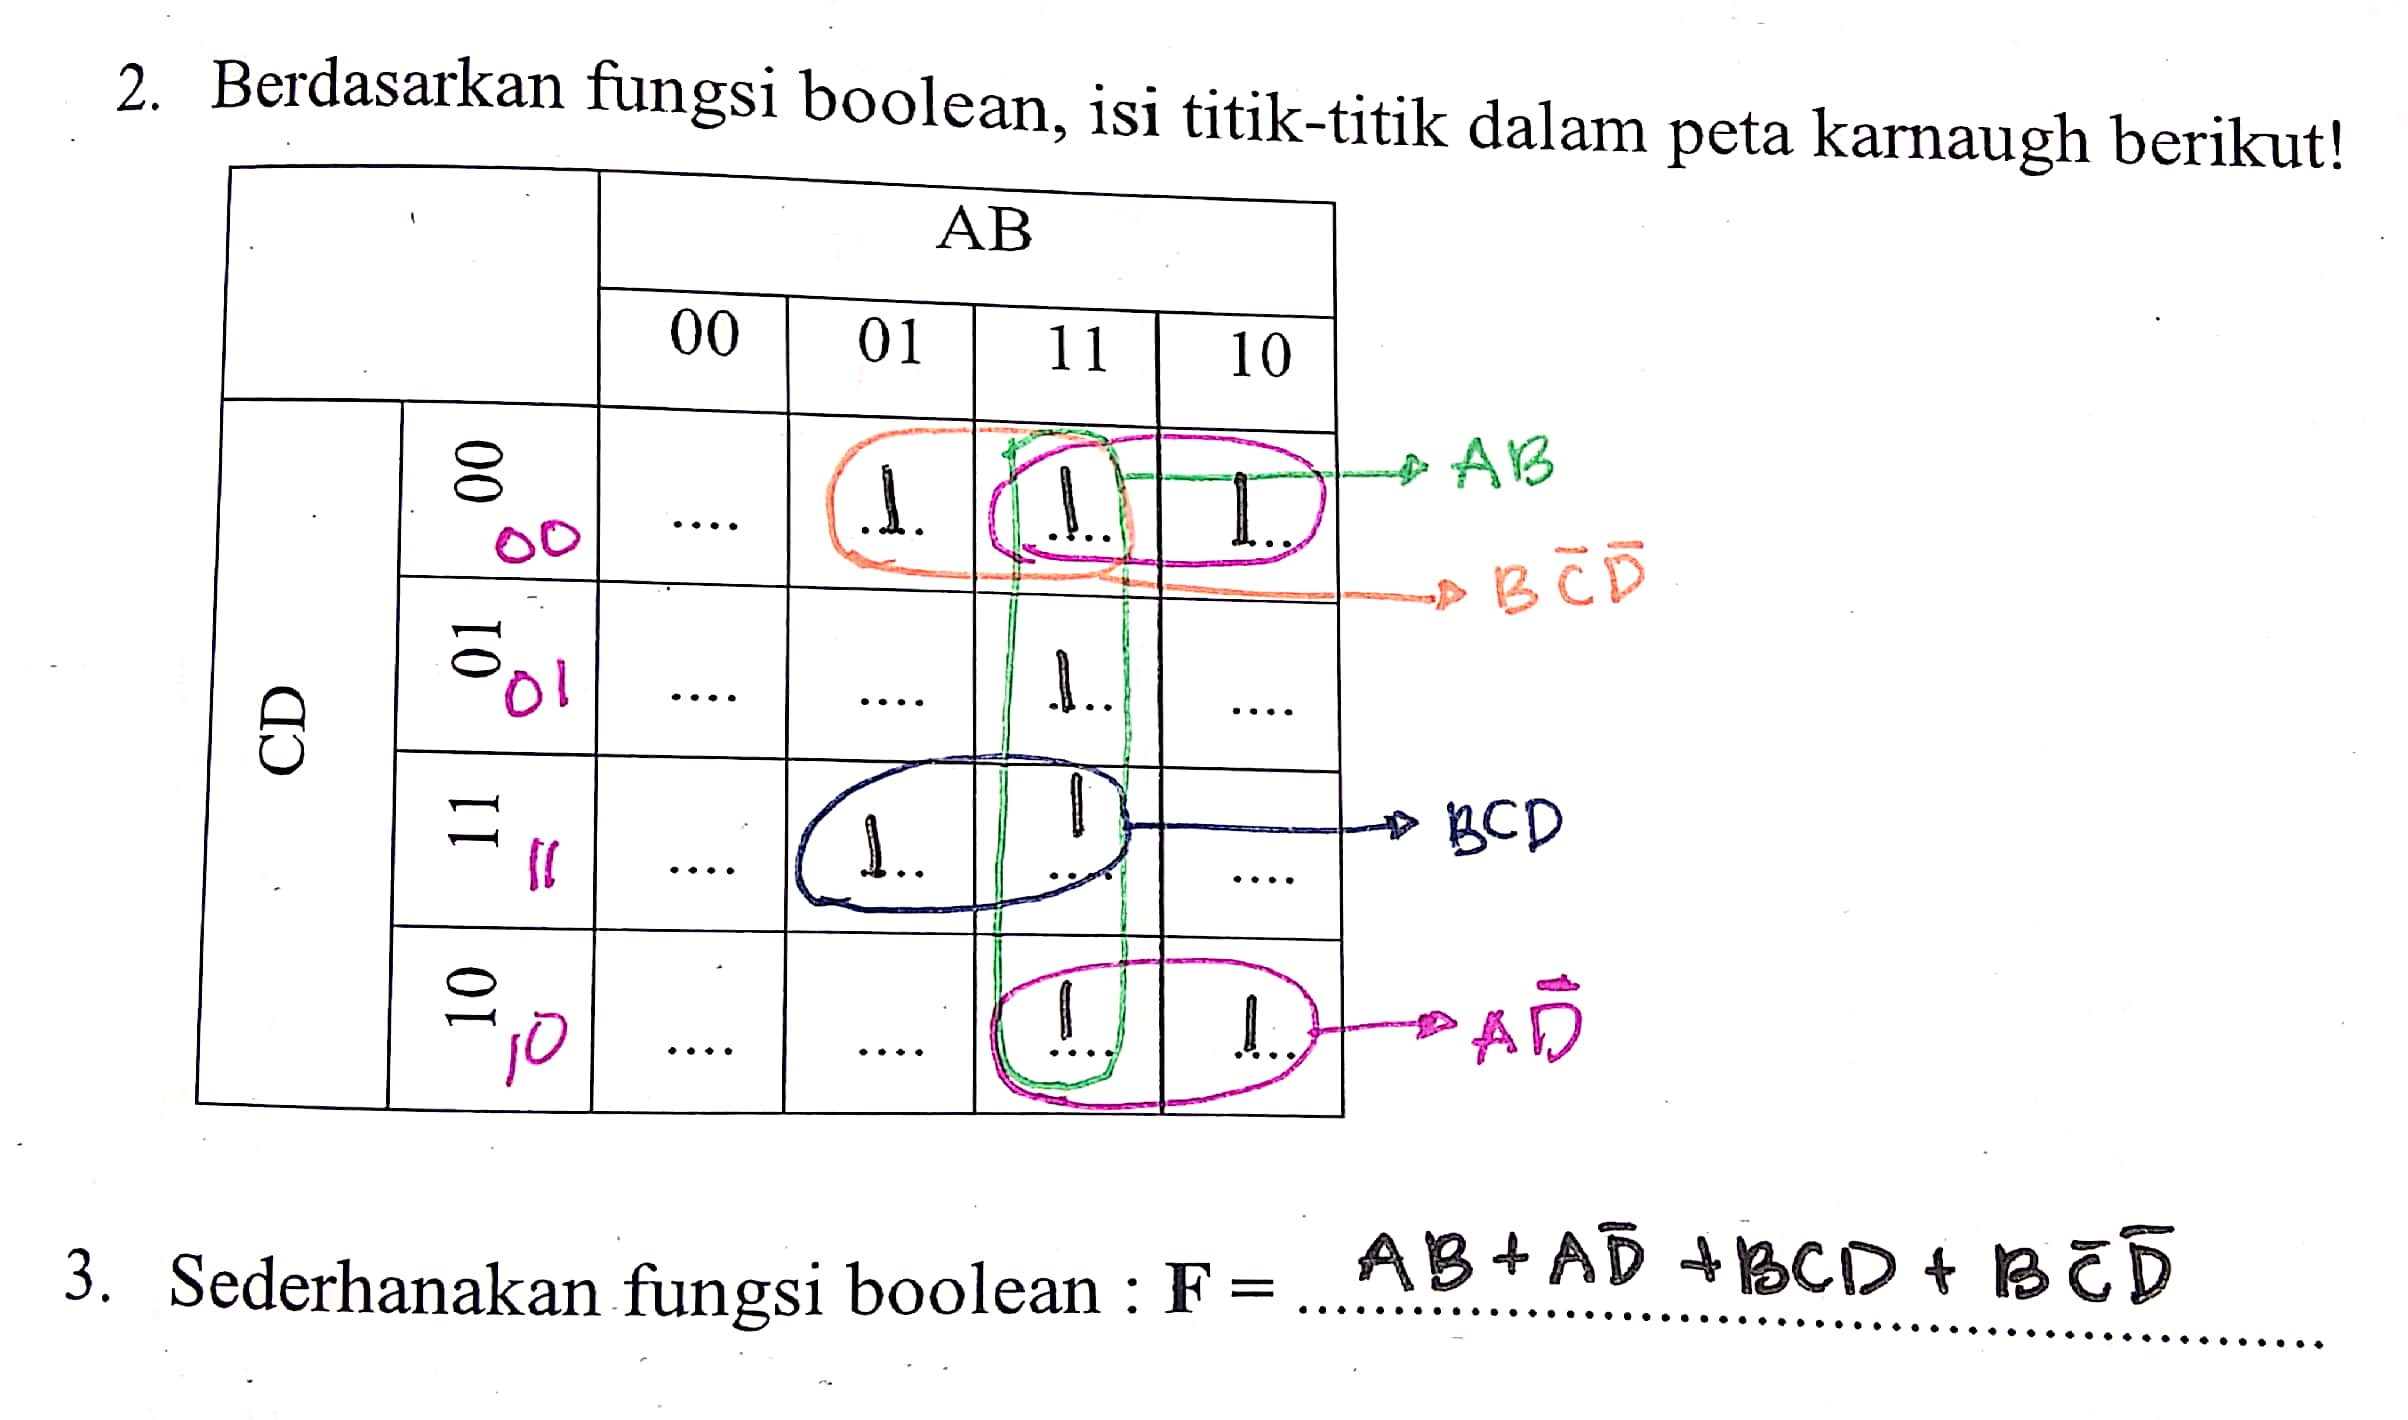 2. Berdasarkan fungsi boolean, isi titik-titik dalam peta karnaugh berikut!
AB
00 01 11 10
CD
00 00 .... 1 1 1 AB
BC̅D̅
01 01 .... .... 1 ....
11 11 .... 1 1 .... BCD
10 10 .... .... 1 1 AD̅
3. Sederhanakan fungsi boolean : F = AB + AD̅ + BCD + BC̅D̅